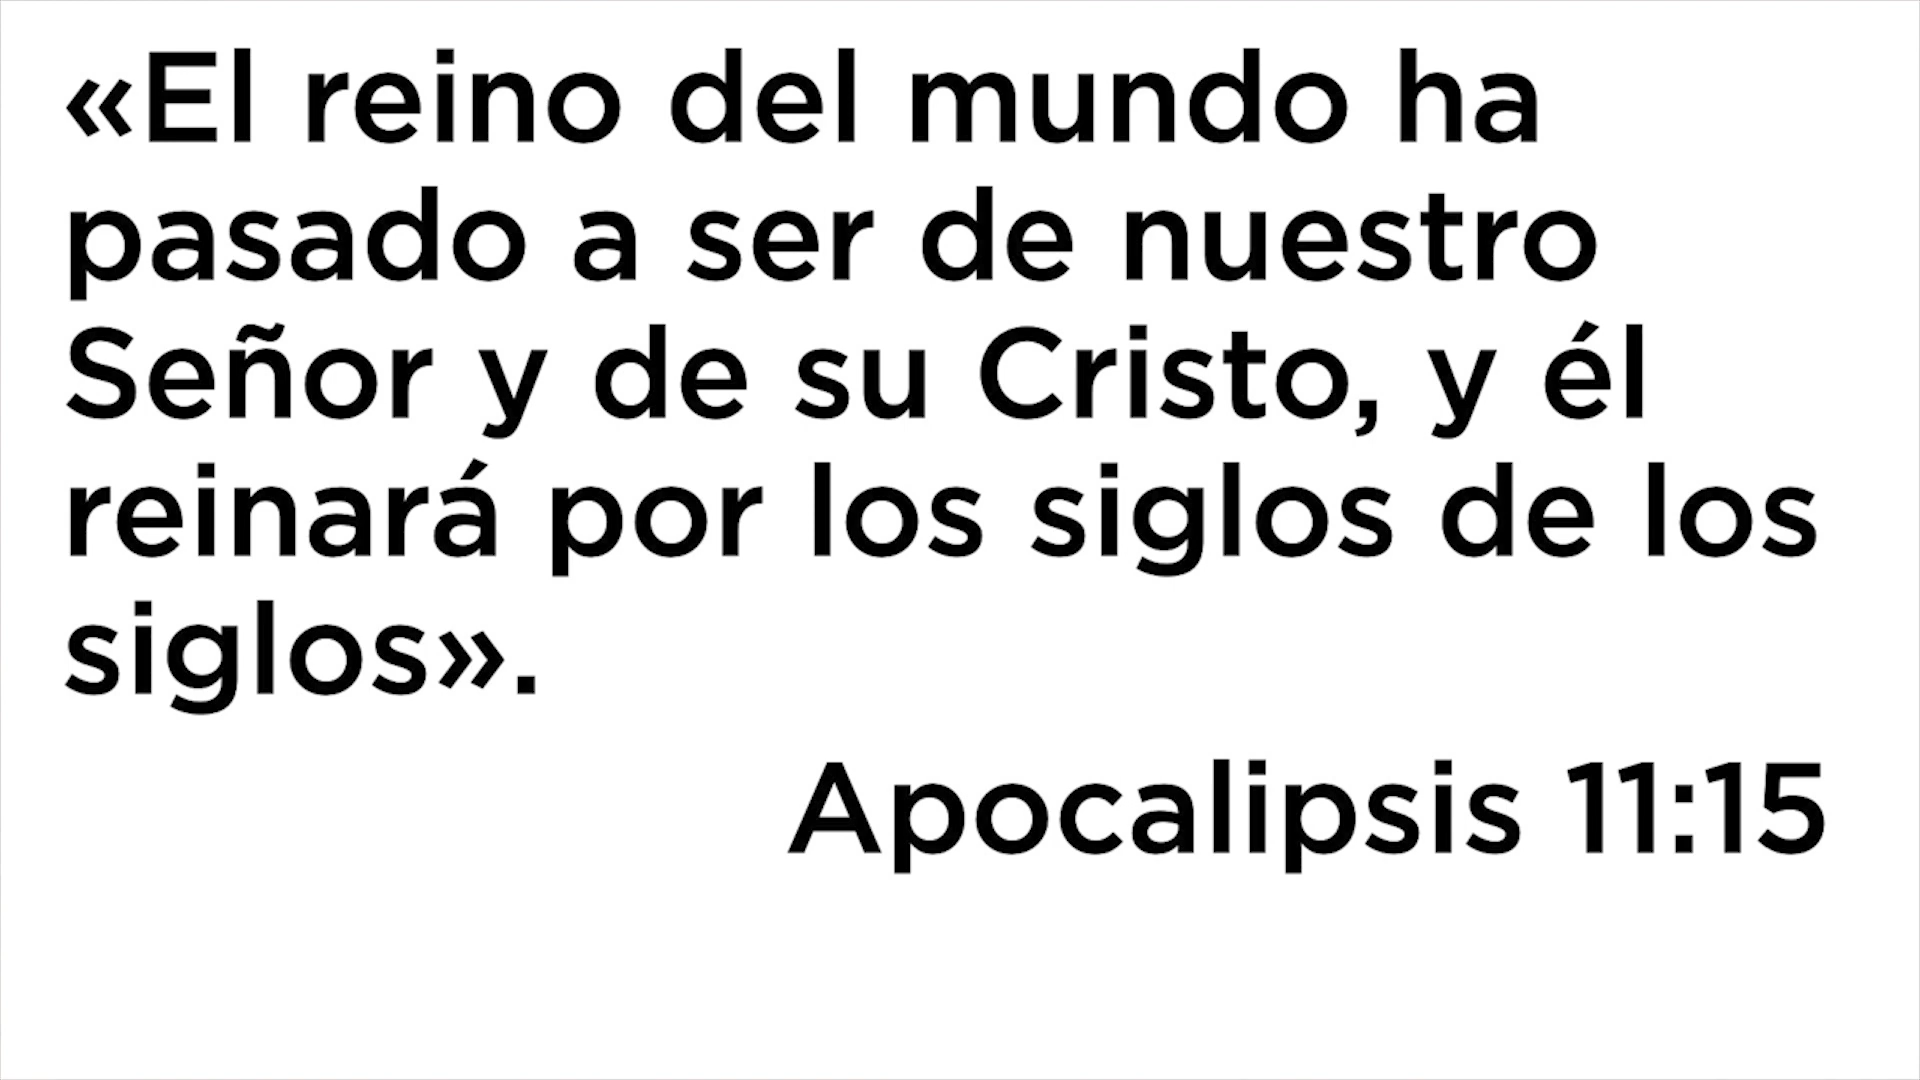 «El reino del mundo ha
pasado a ser de nuestro
Señor y de su Cristo, y él
reinará por los siglos de los
siglos».
Apocalipsis 11:15